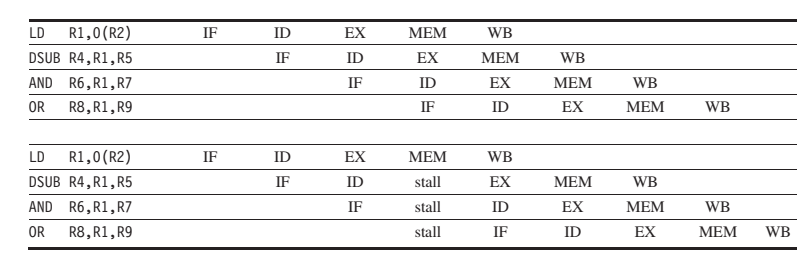 LD R1,0(R2) IF ID EX MEM WB
DSUB R4,R1,R5 IF ID EX MEM WB
AND R6,R1,R7 IF ID EX MEM WB
OR R8,R1,R9 IF ID EX MEM WB
LD R1,0(R2) IF ID EX MEM WB
DSUB R4,R1,R5 IF ID stall EX MEM WB
AND R6,R1,R7 IF stall ID EX MEM WB
OR R8,R1,R9 stall IF ID EX MEM WB